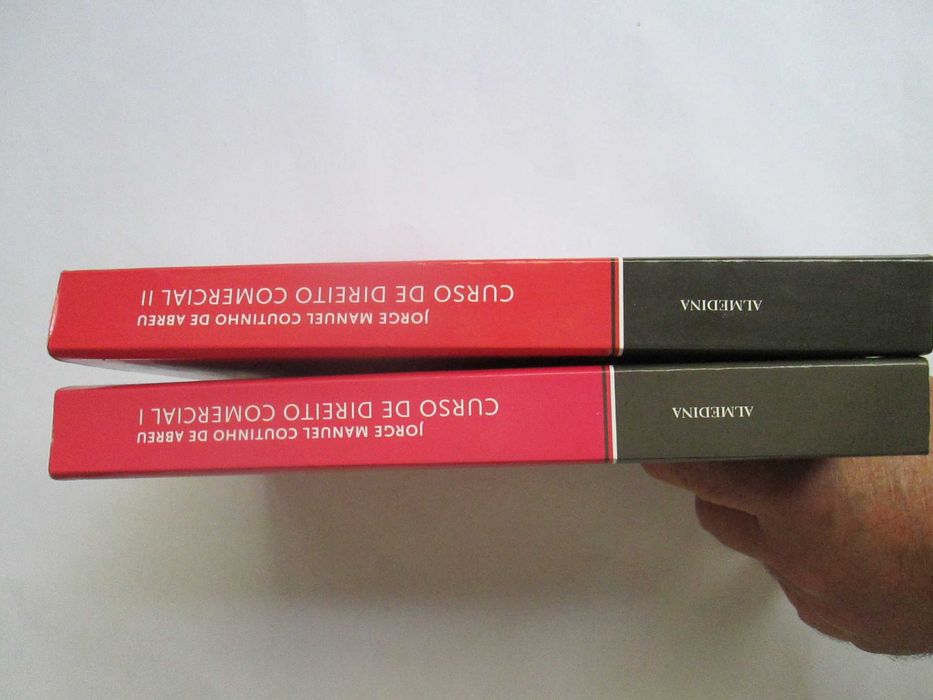 JORGE MANUEL COUTINHO DE ABREU
CURSO DE DIREITO COMERCIAL I
ALMEDINA
JORGE MANUEL COUTINHO DE ABREU
CURSO DE DIREITO COMERCIAL II
ALMEDINA